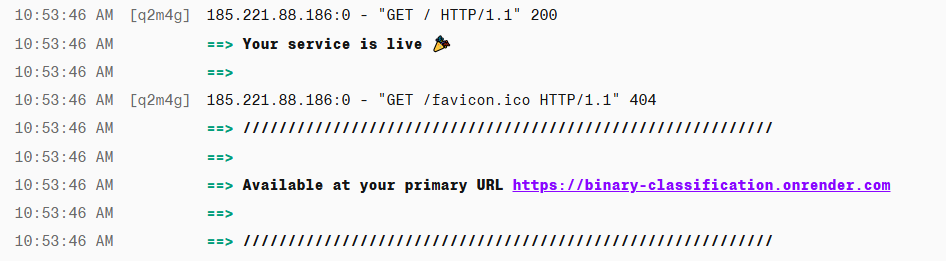 10:53:46 AM [q2m4g] 185.221.88.186:0 - "GET / HTTP/1.1" 200
10:53:46 AM ==> Your service is live 🎉
10:53:46 AM ==>
10:53:46 AM [q2m4g] 185.221.88.186:0 - "GET /favicon.ico HTTP/1.1" 404
10:53:46 AM ==> ///////////////////////////////////////////////////////////
10:53:46 AM ==>
10:53:46 AM ==> Available at your primary URL https://binary-classification.onrender.com
10:53:46 AM ==>
10:53:46 AM ==> ///////////////////////////////////////////////////////////